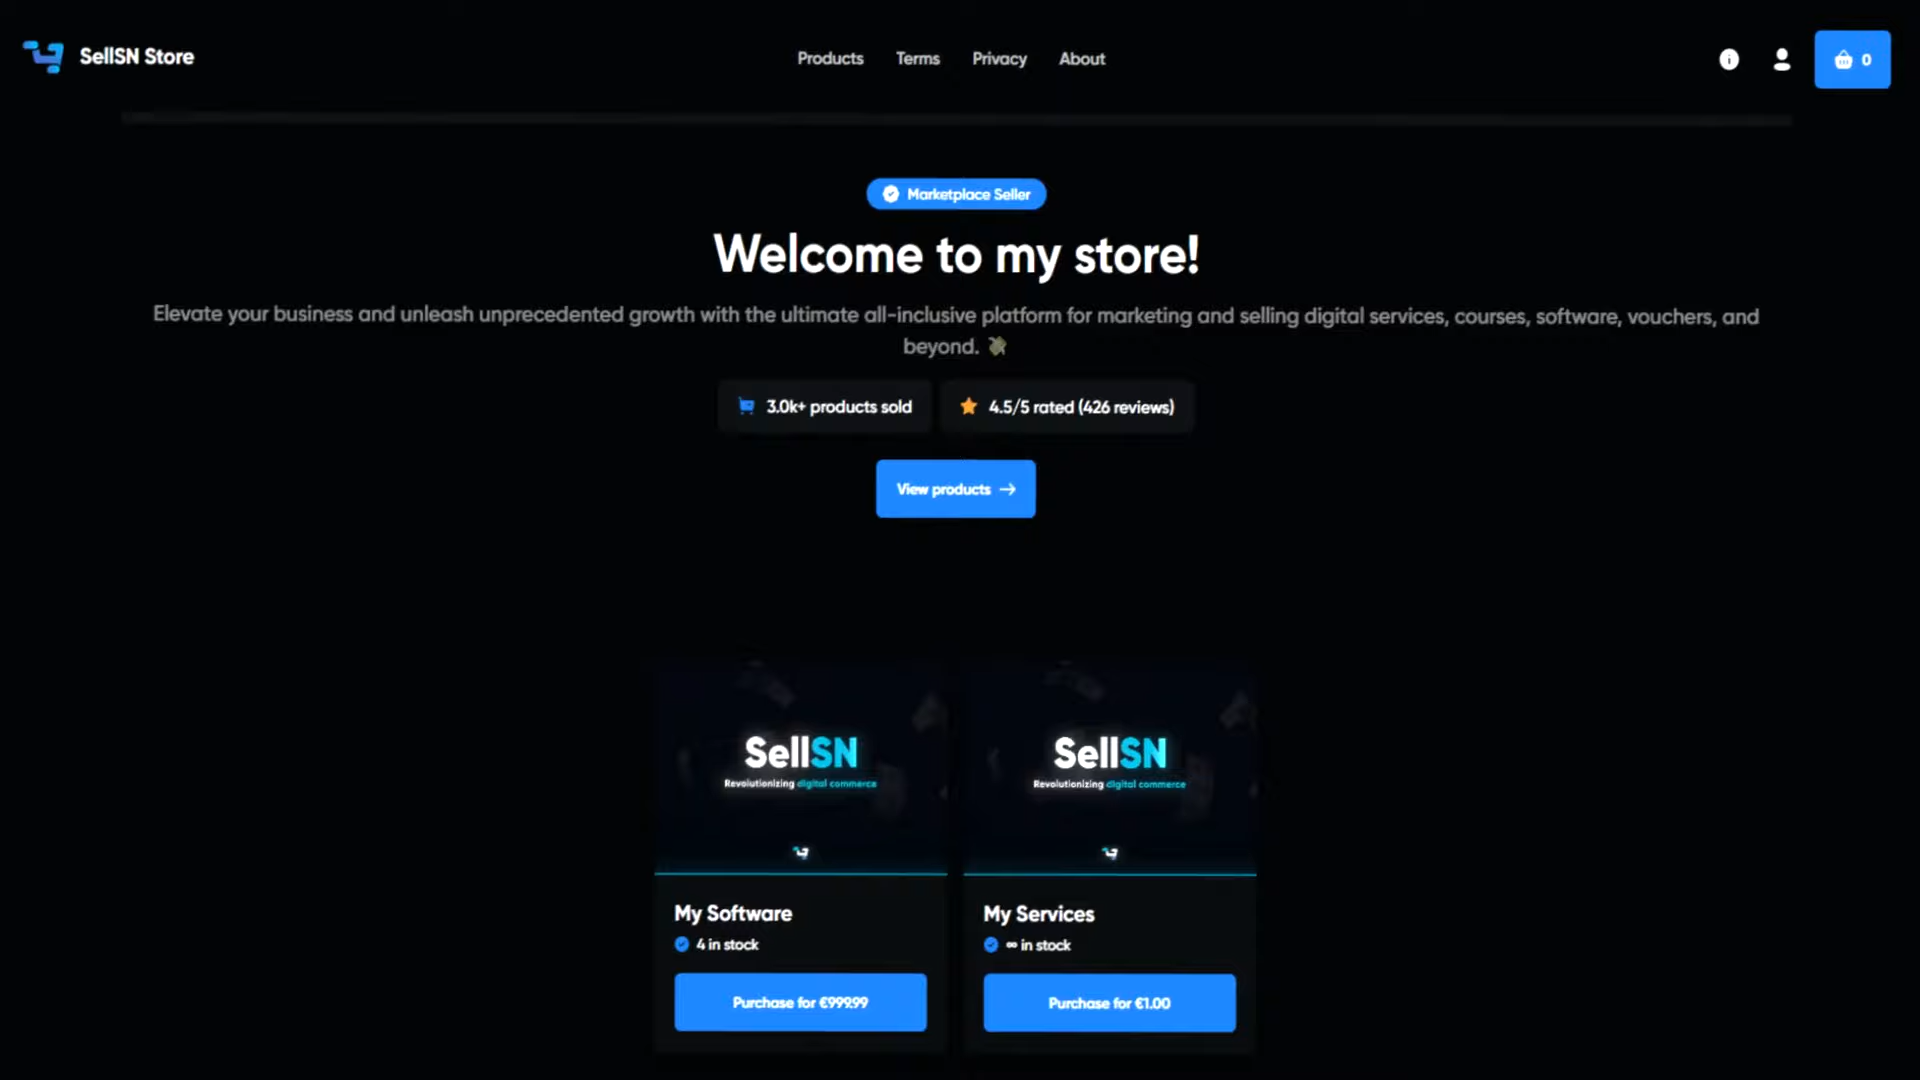 SellSN Store
Products
Terms
Privacy
About
0
Marketplace Seller
Welcome to my store!
Elevate your business and unleash unprecedented growth with the ultimate all-inclusive platform for marketing and selling digital services, courses, software, vouchers, and
beyond. 💸
3.0k+ products sold
4.5/5 rated (426 reviews)
View products →
SellSN
Revolutionizing digital commerce
My Software
4 in stock
Purchase for €999.99
SellSN
Revolutionizing digital commerce
My Services
∞ in stock
Purchase for €1.00